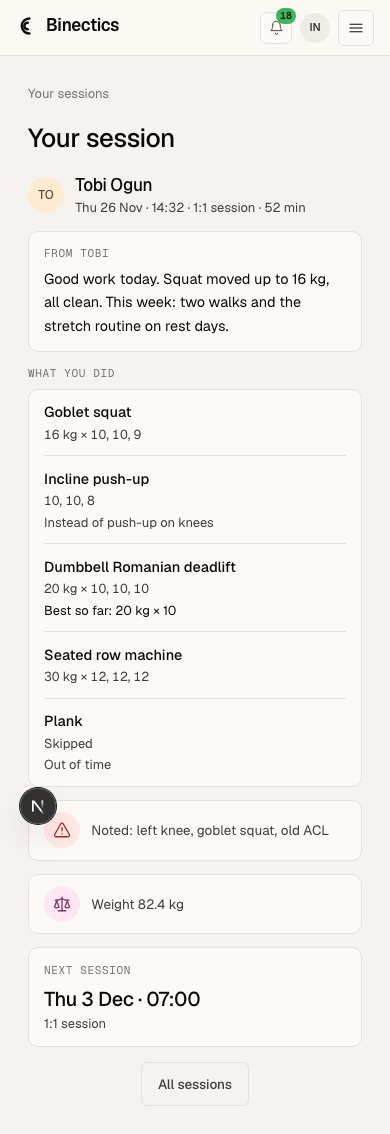 Binectics
18
IN
Your sessions
Your session
TO
Tobi Ogun
Thu 26 Nov · 14:32 · 1:1 session · 52 min
FROM TOBI
Good work today. Squat moved up to 16 kg,
all clean. This week: two walks and the
stretch routine on rest days.
WHAT YOU DID
Goblet squat
16 kg × 10, 10, 9
Incline push-up
10, 10, 8
Instead of push-up on knees
Dumbbell Romanian deadlift
20 kg × 10, 10, 10
Best so far: 20 kg × 10
Seated row machine
30 kg × 12, 12, 12
Plank
Skipped
Out of time
N
Noted: left knee, goblet squat, old ACL
Weight 82.4 kg
NEXT SESSION
Thu 3 Dec · 07:00
1:1 session
All sessions